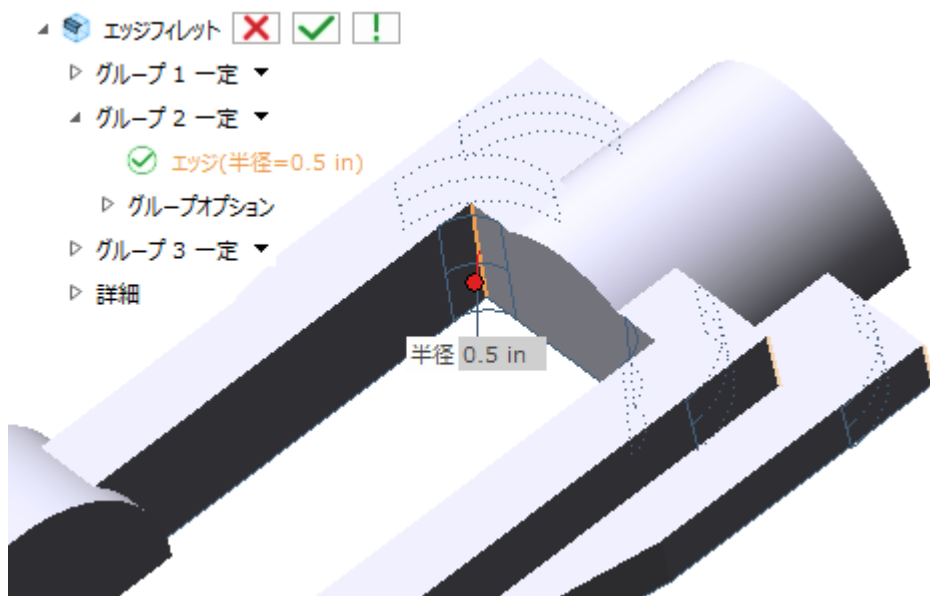 エッジフィレット
グループ 1 一定
グループ 2 一定
エッジ(半径=0.5 in)
グループオプション
グループ 3 一定
詳細
半径 0.5 in